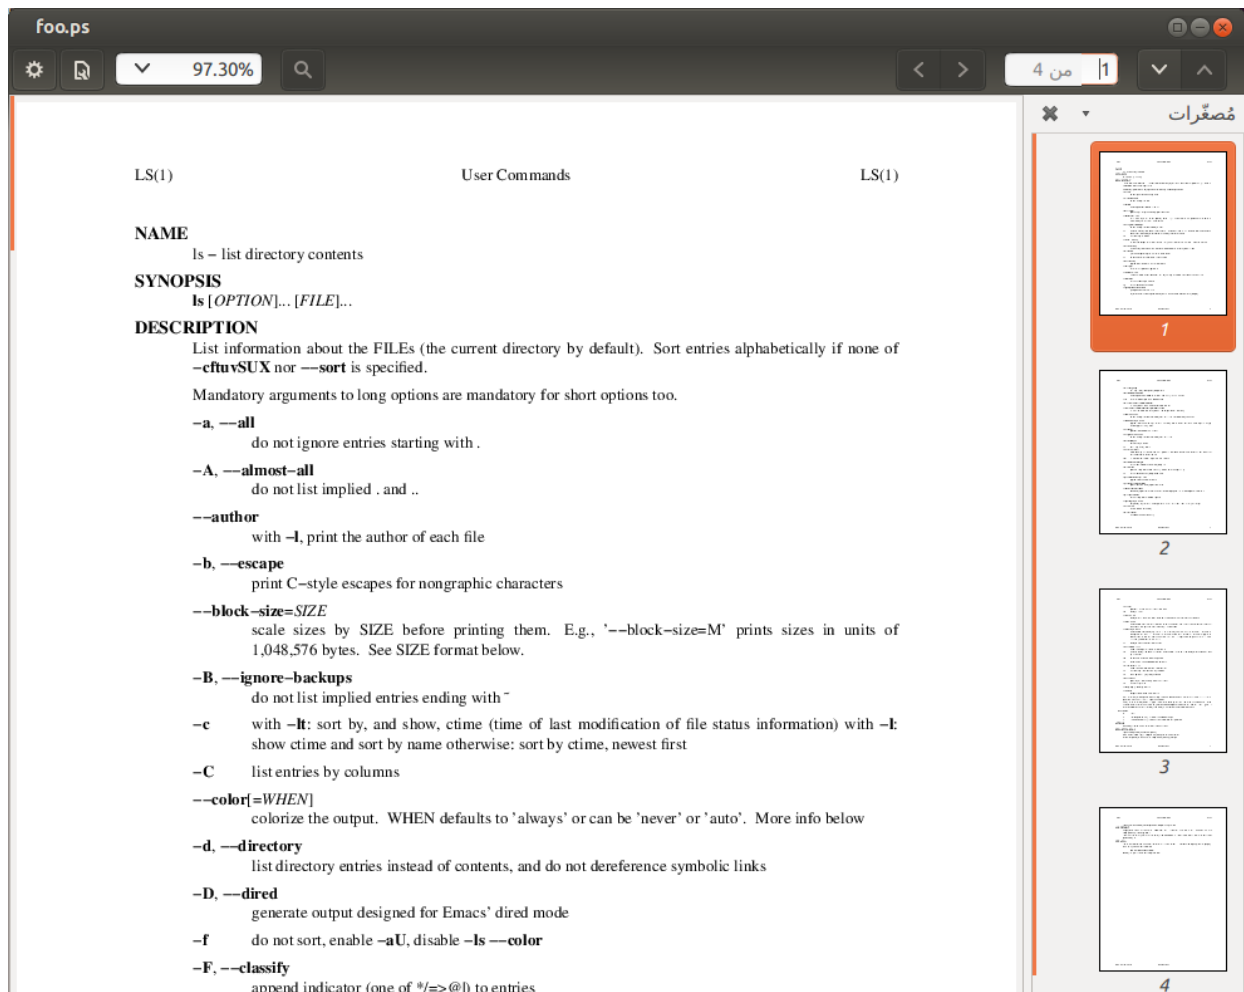 foo.ps
97.30%
1 من 4
مُصغّرات
LS(1) User Commands LS(1)
NAME
ls − list directory contents
SYNOPSIS
ls [OPTION]... [FILE]...
DESCRIPTION
List information about the FILEs (the current directory by default). Sort entries alphabetically if none of
−cftuvSUX nor −−sort is specified.
Mandatory arguments to long options are mandatory for short options too.
−a, −−all
do not ignore entries starting with .
−A, −−almost−all
do not list implied . and ..
−−author
with −l, print the author of each file
−b, −−escape
print C−style escapes for nongraphic characters
−−block−size=SIZE
scale sizes by SIZE before printing them. E.g., '−−block−size=M' prints sizes in units of
1,048,576 bytes. See SIZE format below.
−B, −−ignore−backups
do not list implied entries ending with ~
−c with −lt: sort by, and show, ctime (time of last modification of file status information) with −l:
show ctime and sort by name otherwise: sort by ctime, newest first
−C list entries by columns
−−color[=WHEN]
colorize the output. WHEN defaults to 'always' or can be 'never' or 'auto'. More info below
−d, −−directory
list directory entries instead of contents, and do not dereference symbolic links
−D, −−dired
generate output designed for Emacs' dired mode
−f do not sort, enable −aU, disable −ls −−color
−F, −−classify
append indicator (one of */=>@|) to entries
1
2
3
4